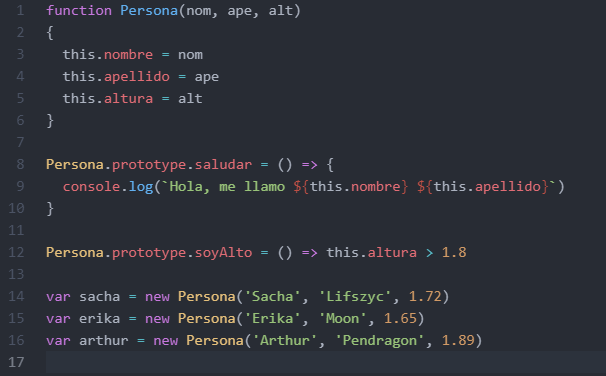 1 function Persona(nom, ape, alt)
2 {
3   this.nombre = nom
4   this.apellido = ape
5   this.altura = alt
6 }
7
8 Persona.prototype.saludar = () => {
9   console.log(`Hola, me llamo ${this.nombre} ${this.apellido}`)
10 }
11
12 Persona.prototype.soyAlto = () => this.altura > 1.8
13
14 var sacha = new Persona('Sacha', 'Lifszyc', 1.72)
15 var erika = new Persona('Erika', 'Moon', 1.65)
16 var arthur = new Persona('Arthur', 'Pendragon', 1.89)
17